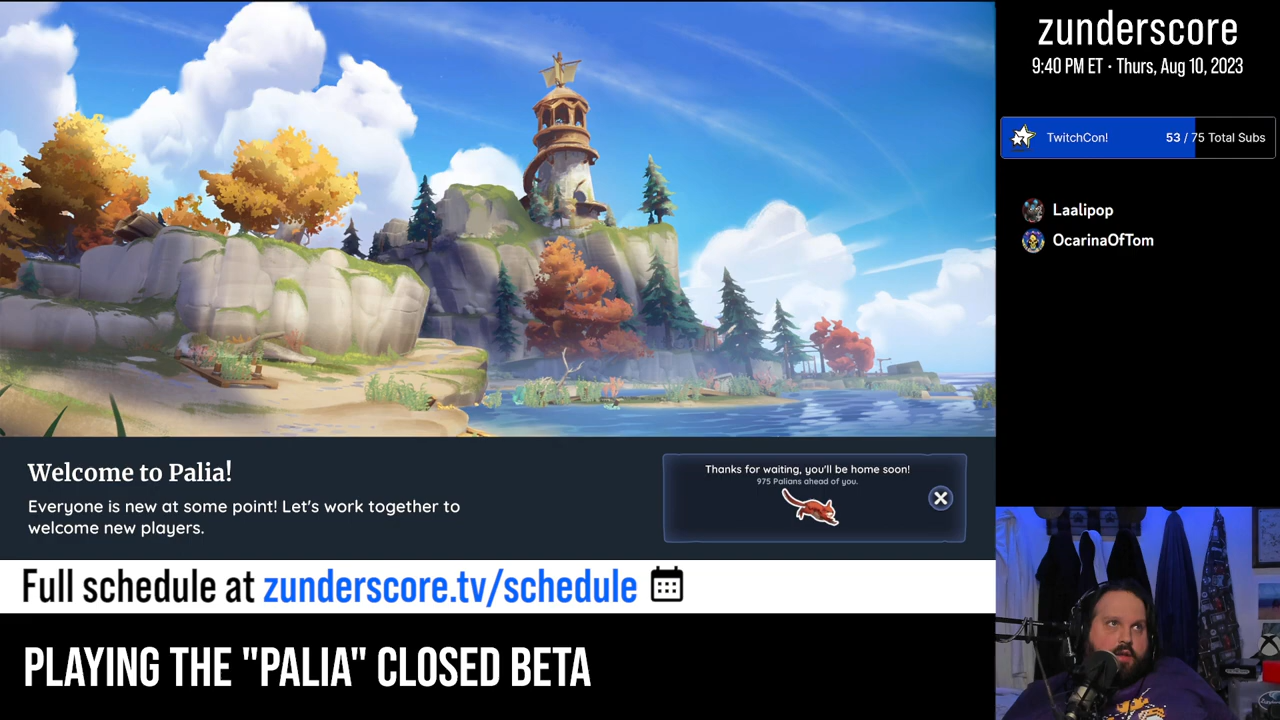 zunderscore
9:40 PM ET · Thurs, Aug 10, 2023
TwitchCon! 53 / 75 Total Subs
Laalipop
OcarinaOfTom
Welcome to Palia!
Everyone is new at some point! Let's work together to
welcome new players.
Thanks for waiting, you'll be home soon!
975 Palians ahead of you.
Full schedule at zunderscore.tv/schedule
PLAYING THE "PALIA" CLOSED BETA